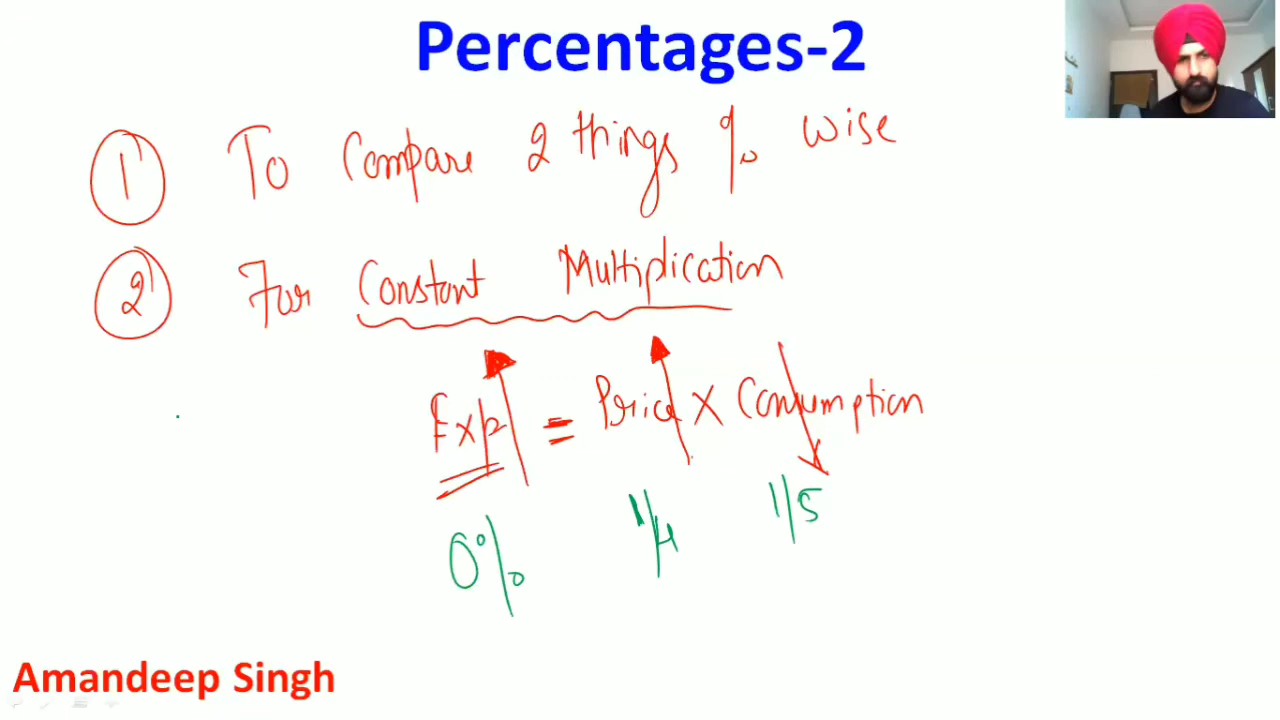 Percentages-2
1 To Compare 2 things % wise
2 For Constant Multiplication
Exp = Price X Consumption
0% 1/4 1/5
Amandeep Singh